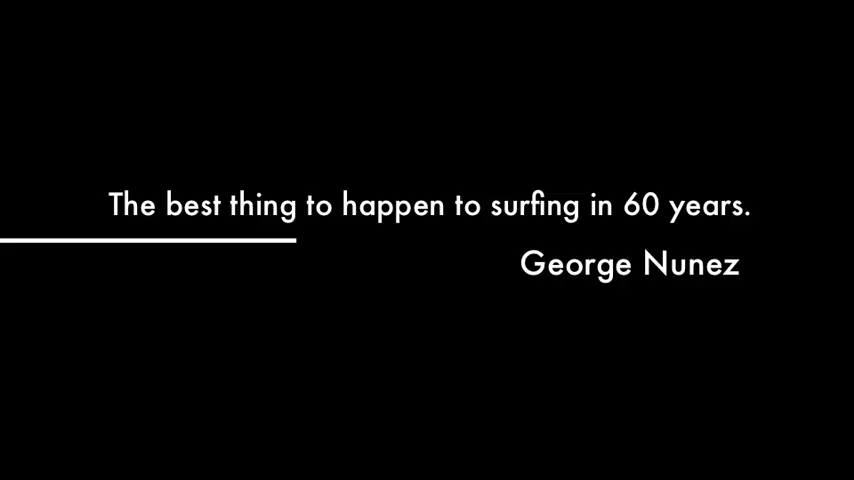 The best thing to happen to surfing in 60 years.
George Nunez